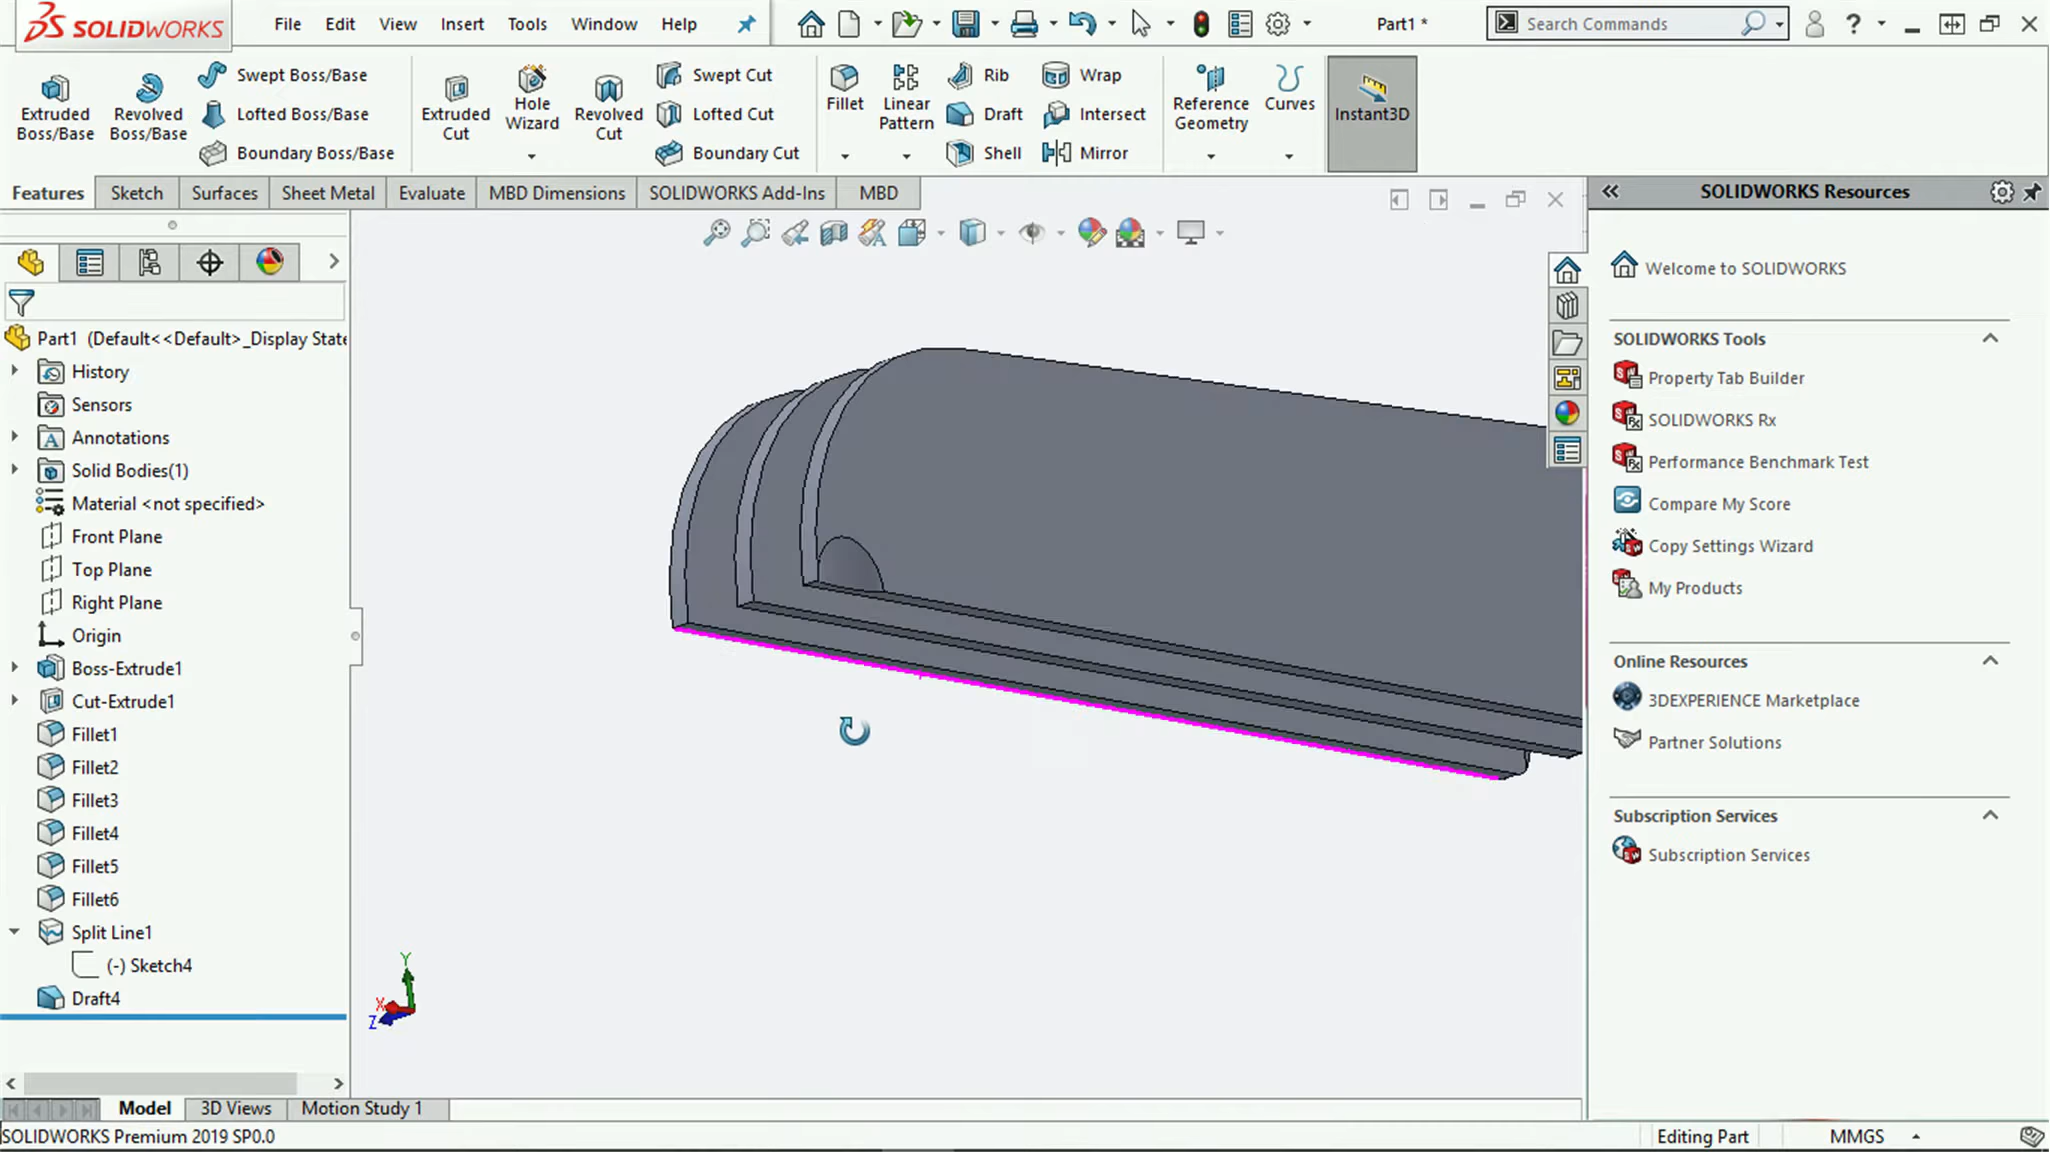 SOLIDWORKS File Edit View Insert Tools Window Help Part1 * Search Commands ?
Extruded Boss/Base
Revolved Boss/Base
Swept Boss/Base
Lofted Boss/Base
Boundary Boss/Base
Extruded Cut
Hole Wizard
Revolved Cut
Swept Cut
Lofted Cut
Boundary Cut
Fillet
Linear Pattern
Rib
Draft
Shell
Wrap
Intersect
Mirror
Reference Geometry
Curves
Instant3D
Features Sketch Surfaces Sheet Metal Evaluate MBD Dimensions SOLIDWORKS Add-Ins MBD
Part1 (Default<<Default>_Display State
History
Sensors
Annotations
Solid Bodies(1)
Material <not specified>
Front Plane
Top Plane
Right Plane
Origin
Boss-Extrude1
Cut-Extrude1
Fillet1
Fillet2
Fillet3
Fillet4
Fillet5
Fillet6
Split Line1
(-) Sketch4
Draft4
Y
X
Z
SOLIDWORKS Resources
Welcome to SOLIDWORKS
SOLIDWORKS Tools
Property Tab Builder
SOLIDWORKS Rx
Performance Benchmark Test
Compare My Score
Copy Settings Wizard
My Products
Online Resources
3DEXPERIENCE Marketplace
Partner Solutions
Subscription Services
Subscription Services
Model 3D Views Motion Study 1
SOLIDWORKS Premium 2019 SP0.0 Editing Part MMGS